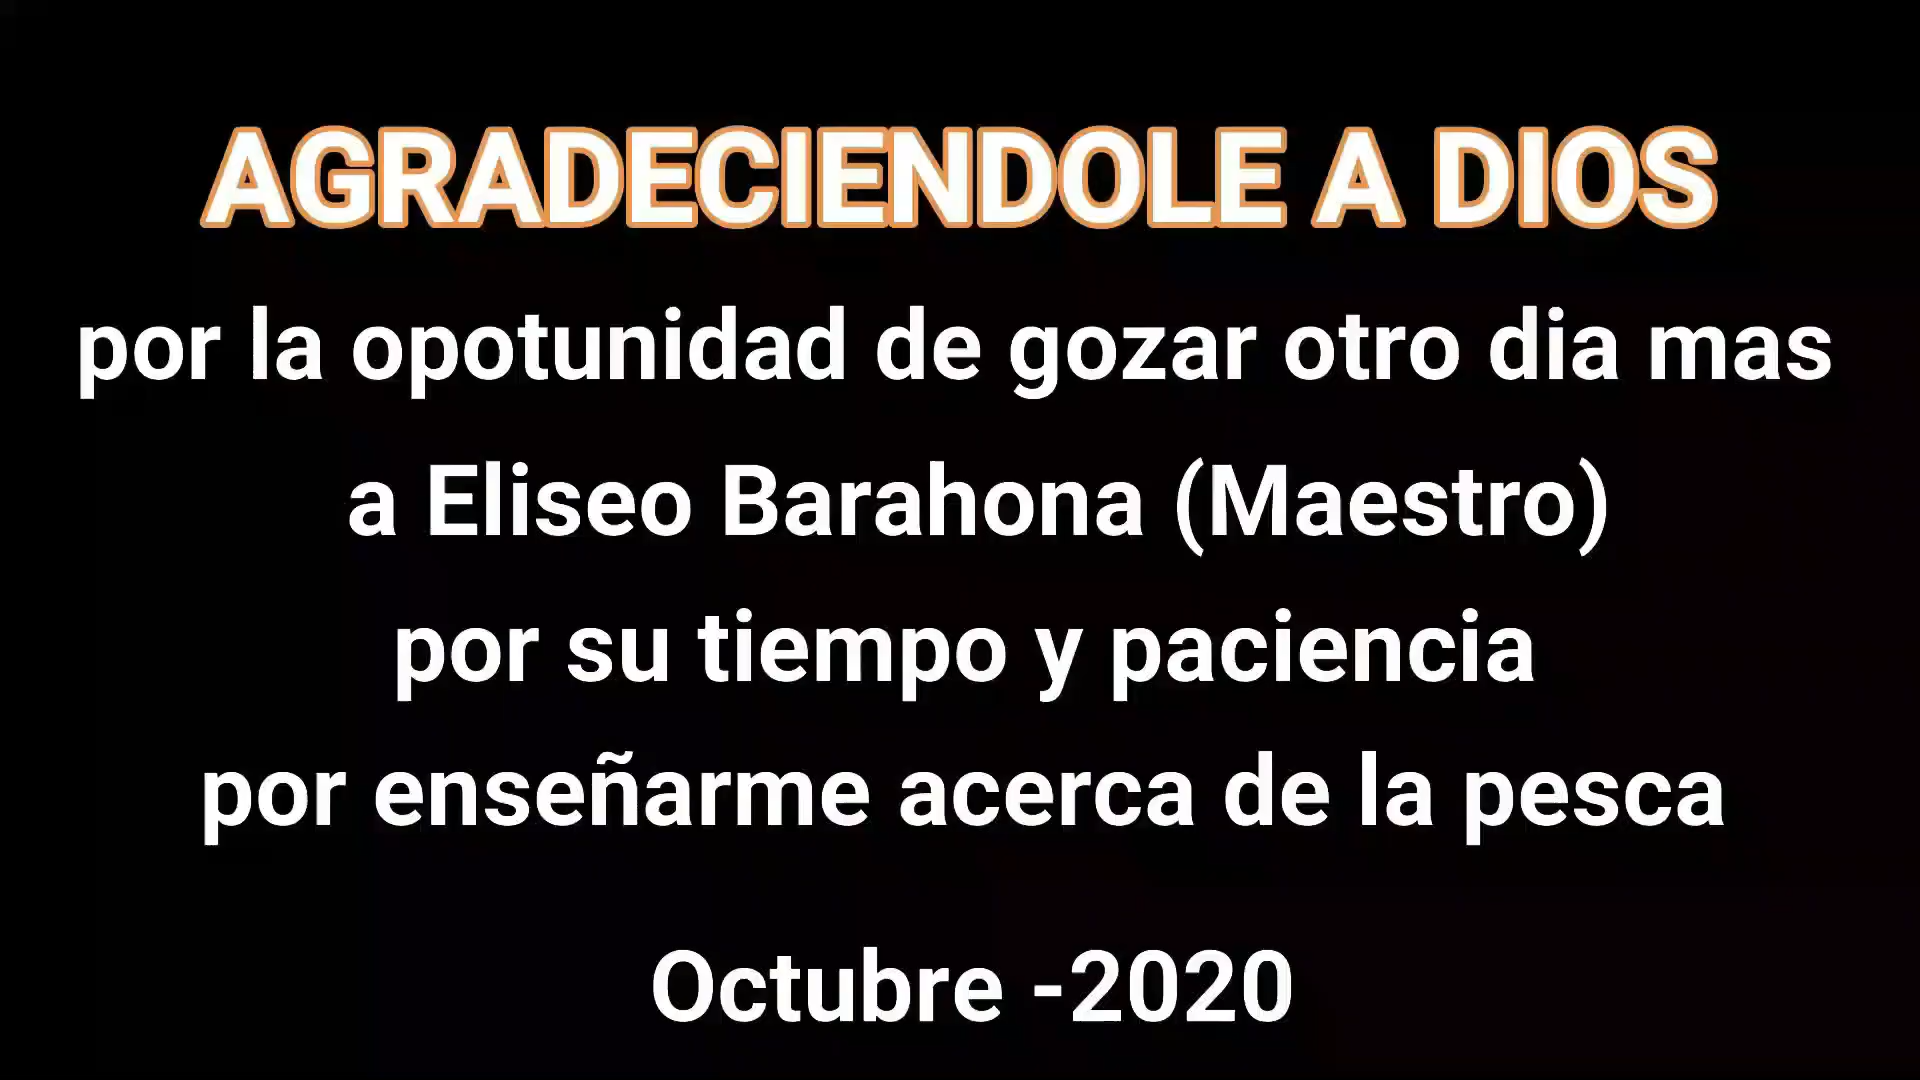 AGRADECIENDOLE A DIOS
por la opotunidad de gozar otro dia mas
a Eliseo Barahona (Maestro)
por su tiempo y paciencia
por enseñarme acerca de la pesca
Octubre -2020